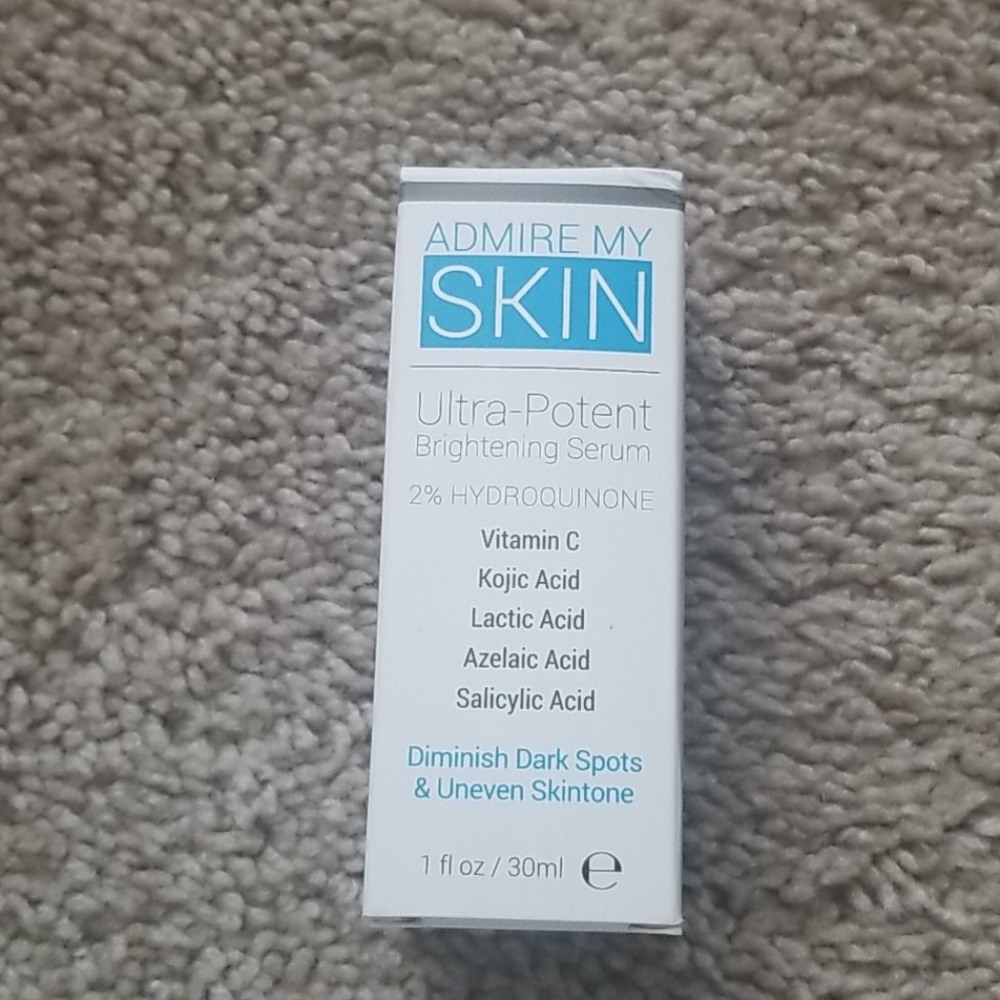 ADMIRE MY
SKIN
Ultra-Potent
Brightening Serum
2% HYDROQUINONE
Vitamin C
Kojic Acid
Lactic Acid
Azelaic Acid
Salicylic Acid
Diminish Dark Spots
& Uneven Skintone
1 fl oz / 30ml ℮